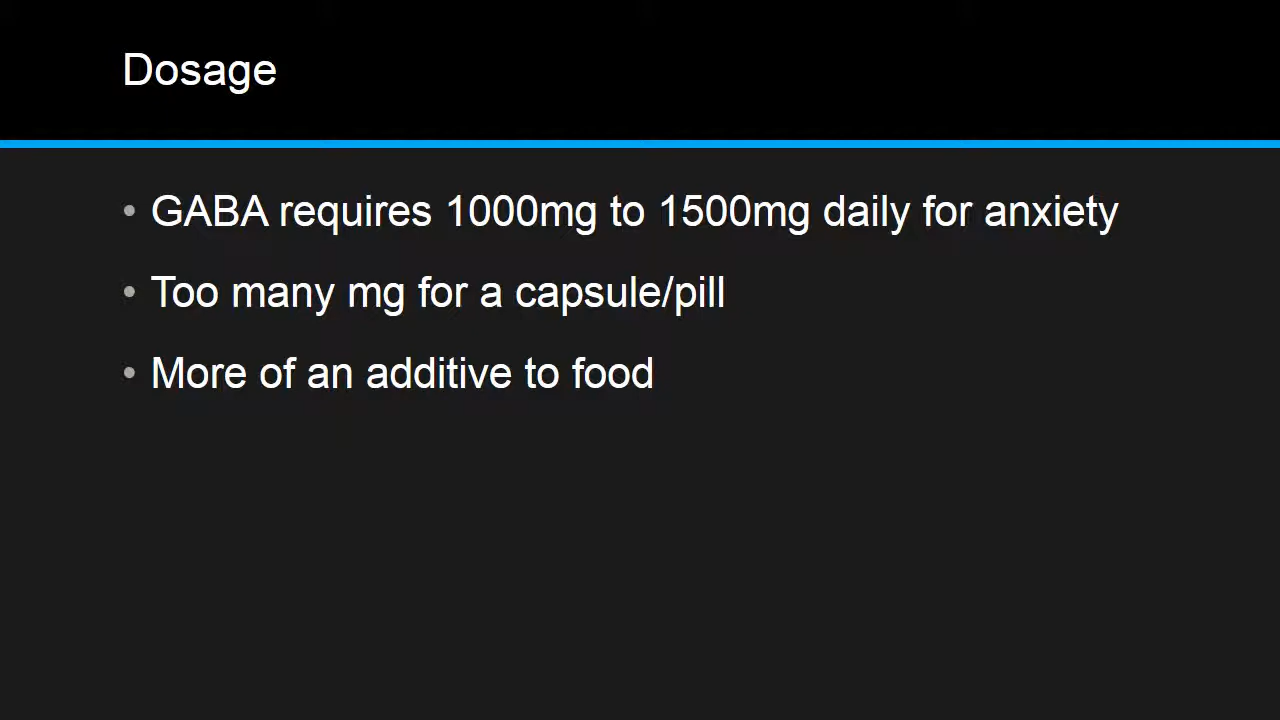 Dosage
• GABA requires 1000mg to 1500mg daily for anxiety
• Too many mg for a capsule/pill
• More of an additive to food